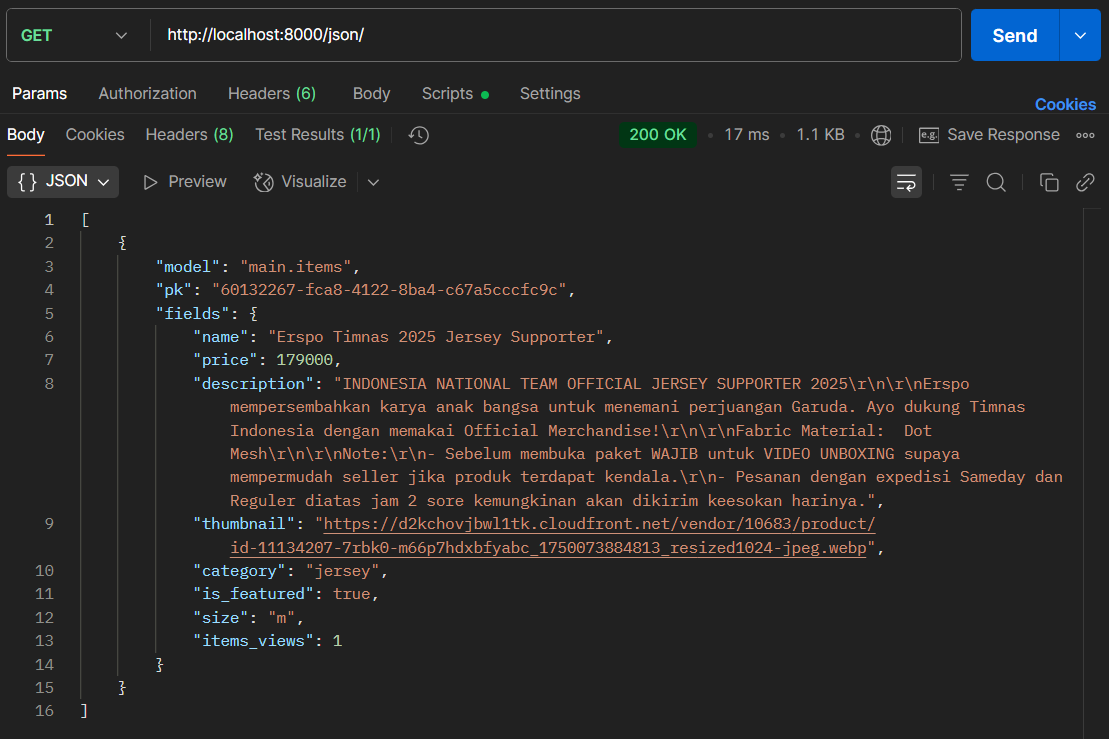 GET http://localhost:8000/json/ Send
Params Authorization Headers (6) Body Scripts Settings
Cookies
Body Cookies Headers (8) Test Results (1/1) 200 OK 17 ms 1.1 KB e.g. Save Response
{} JSON Preview Visualize
1 [
2 {
3 "model": "main.items",
4 "pk": "60132267-fca8-4122-8ba4-c67a5cccfc9c",
5 "fields": {
6 "name": "Erspo Timnas 2025 Jersey Supporter",
7 "price": 179000,
8 "description": "INDONESIA NATIONAL TEAM OFFICIAL JERSEY SUPPORTER 2025\r\n\r\nErspo
mempersembahkan karya anak bangsa untuk menemani perjuangan Garuda. Ayo dukung Timnas
Indonesia dengan memakai Official Merchandise!\r\n\r\nFabric Material:  Dot
Mesh\r\n\r\nNote:\r\n- Sebelum membuka paket WAJIB untuk VIDEO UNBOXING supaya
mempermudah seller jika produk terdapat kendala.\r\n- Pesanan dengan expedisi Sameday dan
Reguler diatas jam 2 sore kemungkinan akan dikirim keesokan harinya.",
9 "thumbnail": "https://d2kchovjbwl1tk.cloudfront.net/vendor/10683/product/
id-11134207-7rbk0-m66p7hdxbfyabc_1750073884813_resized1024-jpeg.webp",
10 "category": "jersey",
11 "is_featured": true,
12 "size": "m",
13 "items_views": 1
14 }
15 }
16 ]